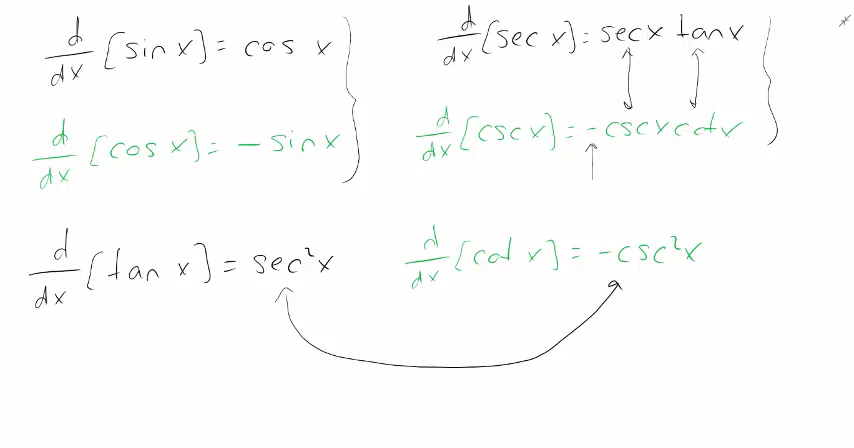 d/dx [sin x] = cos x
d/dx [sec x] = sec x tan x
d/dx [cos x] = - sin x
d/dx [csc x] = - csc x cot x
d/dx [tan x] = sec²x
d/dx [cot x] = -csc²x